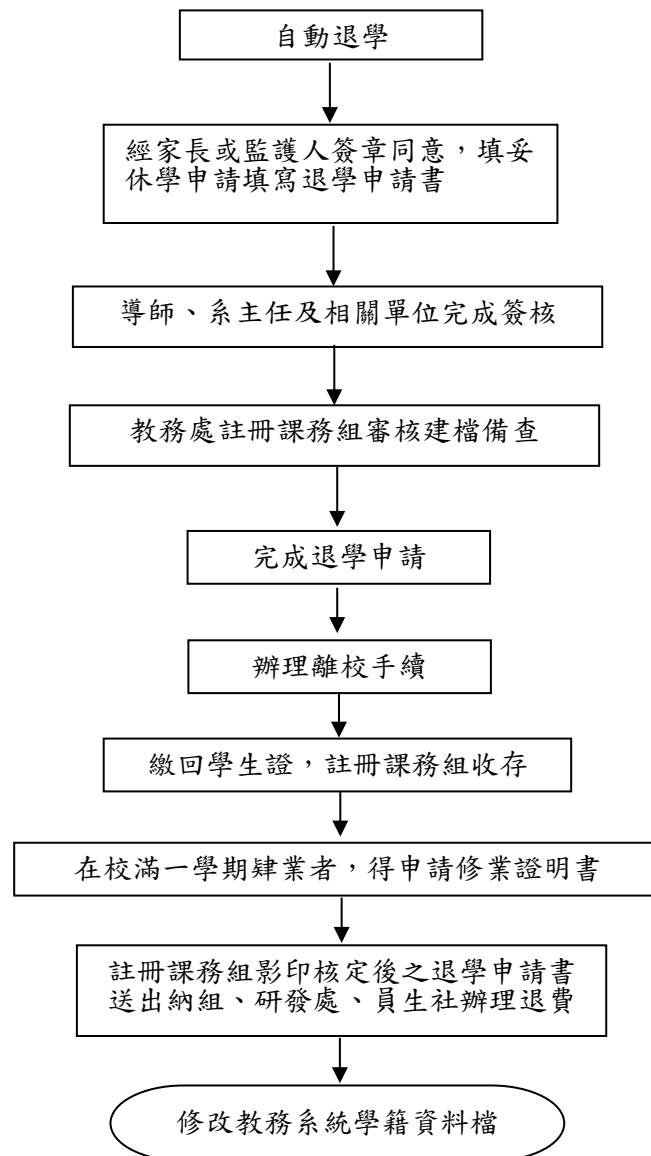 自動退學
經家長或監護人簽章同意，填妥
休學申請填寫退學申請書
導師、系主任及相關單位完成簽核
教務處註冊課務組審核建檔備查
完成退學申請
辦理離校手續
繳回學生證，註冊課務組收存
在校滿一學期肄業者，得申請修業證明書
註冊課務組影印核定後之退學申請書
送出納組、研發處、員生社辦理退費
修改教務系統學籍資料檔